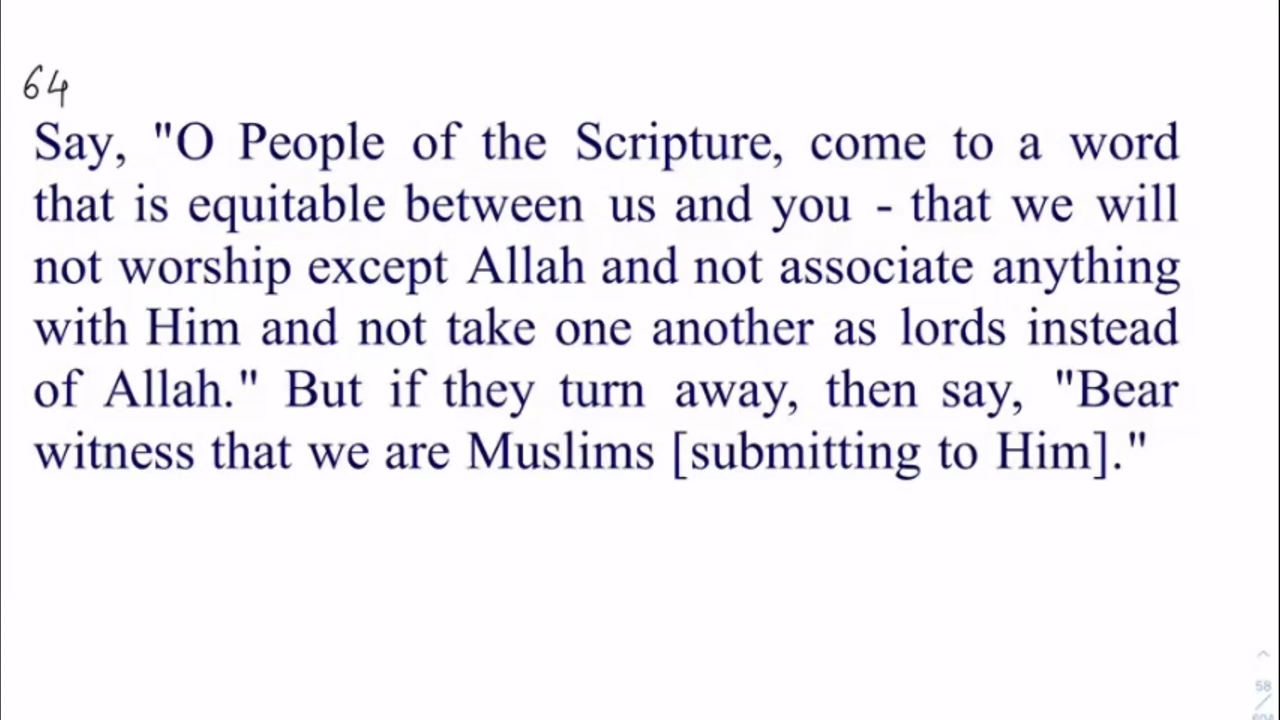 64
Say, "O People of the Scripture, come to a word
that is equitable between us and you - that we will
not worship except Allah and not associate anything
with Him and not take one another as lords instead
of Allah." But if they turn away, then say, "Bear
witness that we are Muslims [submitting to Him]."
58
/
604